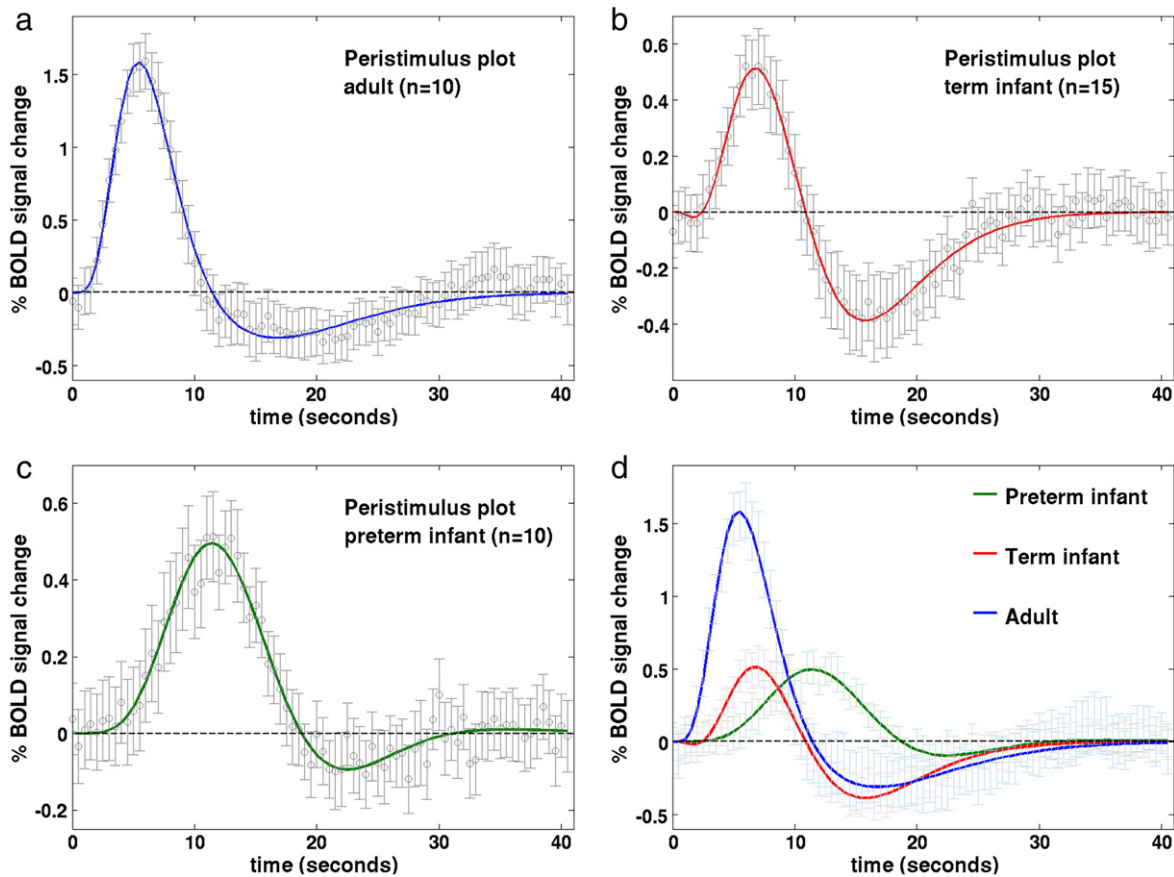 a
Peristimulus plot
adult (n=10)
% BOLD signal change
1.5
1
0.5
0
-0.5
0 10 20 30 40
time (seconds)
b
Peristimulus plot
term infant (n=15)
% BOLD signal change
0.6
0.4
0.2
0
-0.2
-0.4
0 10 20 30 40
time (seconds)
c
Peristimulus plot
preterm infant (n=10)
% BOLD signal change
0.6
0.4
0.2
0
-0.2
0 10 20 30 40
time (seconds)
d
Preterm infant
Term infant
Adult
% BOLD signal change
1.5
1
0.5
0
-0.5
0 10 20 30 40
time (seconds)